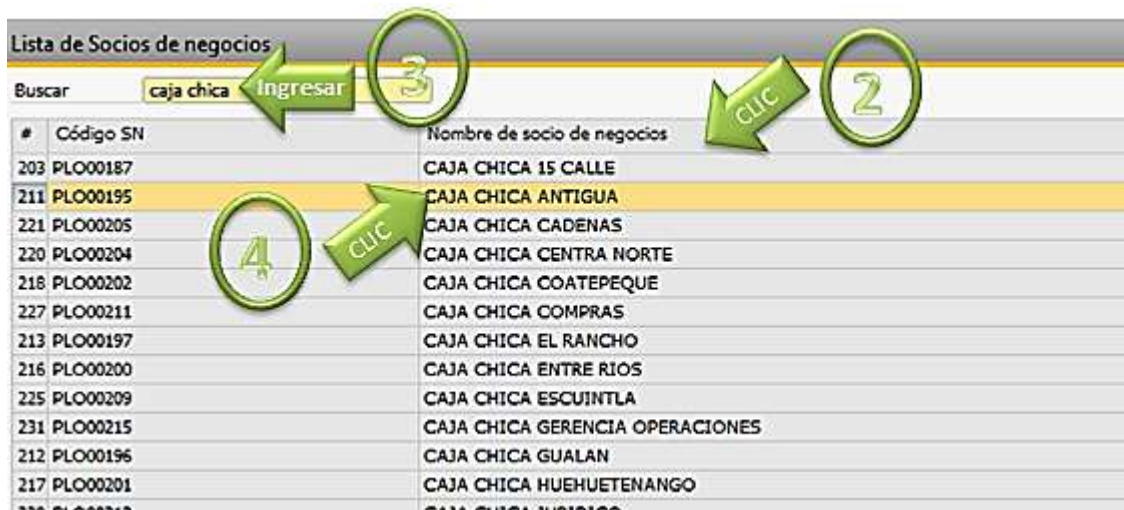 Lista de Socios de negocios
Buscar caja chica Ingresar 3
CLIC 2
# Código SN Nombre de socio de negocios
203 PLO00187 CAJA CHICA 15 CALLE
211 PLO00195 CAJA CHICA ANTIGUA
221 PLO00205 CAJA CHICA CADENAS
4 CLIC
220 PLO00204 CAJA CHICA CENTRA NORTE
218 PLO00202 CAJA CHICA COATEPEQUE
227 PLO00211 CAJA CHICA COMPRAS
213 PLO00197 CAJA CHICA EL RANCHO
216 PLO00200 CAJA CHICA ENTRE RIOS
225 PLO00209 CAJA CHICA ESCUINTLA
231 PLO00215 CAJA CHICA GERENCIA OPERACIONES
212 PLO00196 CAJA CHICA GUALAN
217 PLO00201 CAJA CHICA HUEHUETENANGO